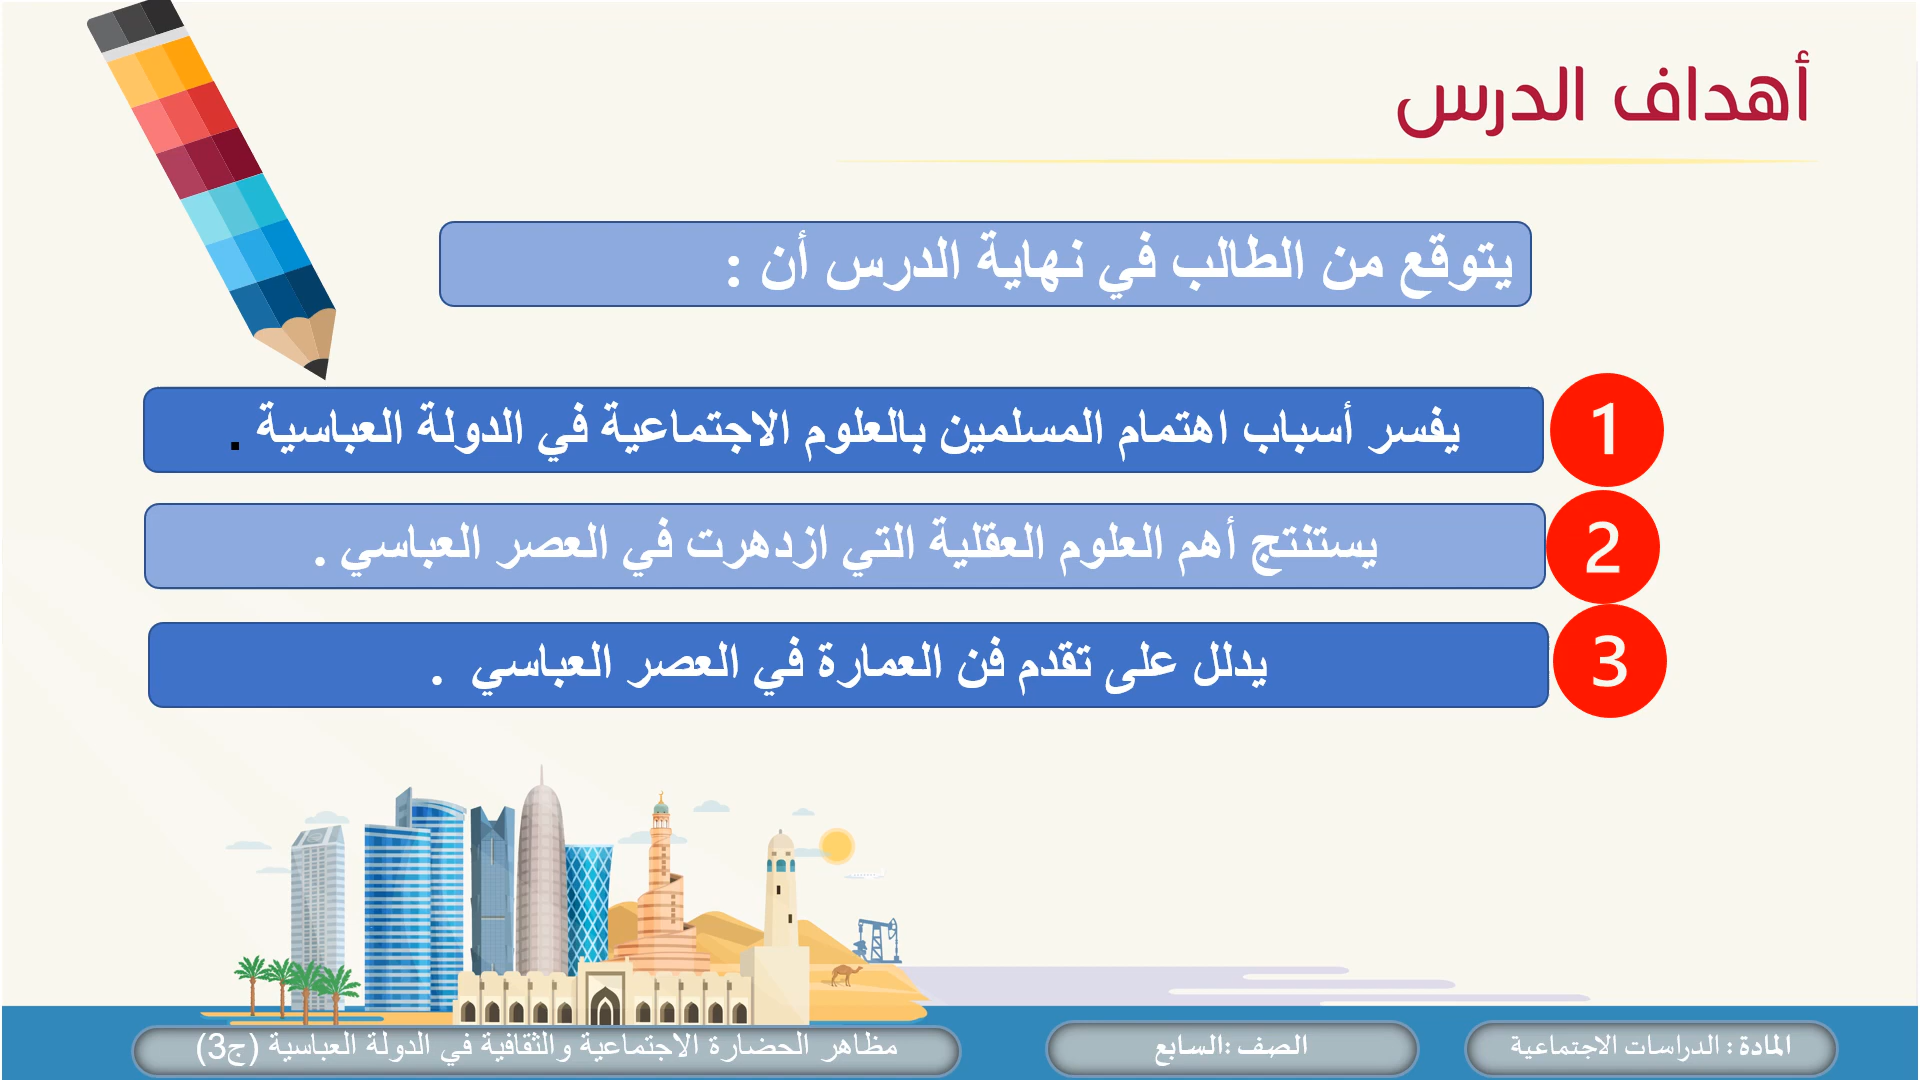 أهداف الدرس
يتوقع من الطالب في نهاية الدرس أن :
1
يفسر أسباب اهتمام المسلمين بالعلوم الاجتماعية في الدولة العباسية .
2
يستنتج أهم العلوم العقلية التي ازدهرت في العصر العباسي .
3
يدلل على تقدم فن العمارة في العصر العباسي .
المادة : الدراسات الاجتماعية
الصف :السابع
مظاهر الحضارة الاجتماعية والثقافية في الدولة العباسية (ج3)